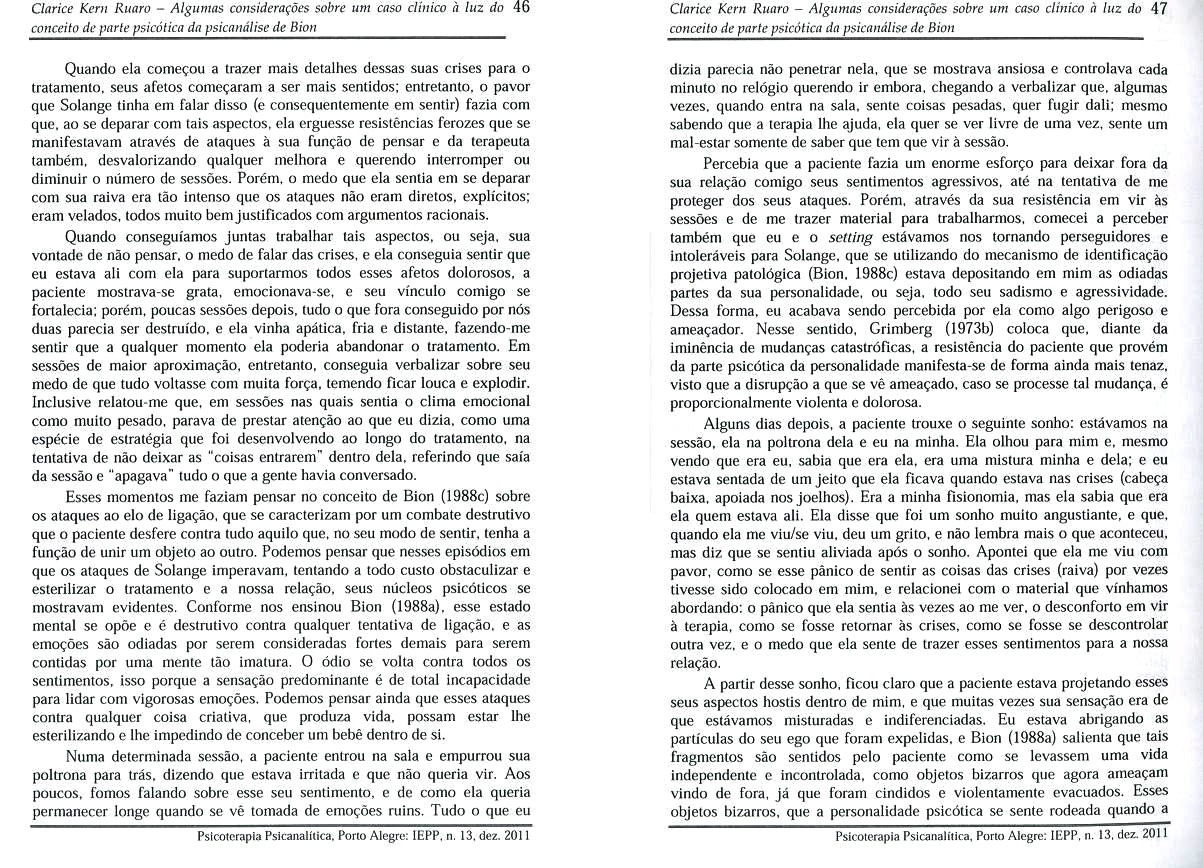 Clarice Kern Ruaro – Algumas considerações sobre um caso clínico à luz do 46
conceito de parte psicótica da psicanálise de Bion
Quando ela começou a trazer mais detalhes dessas suas crises para o
tratamento, seus afetos começaram a ser mais sentidos; entretanto, o pavor
que Solange tinha em falar disso (e consequentemente em sentir) fazia com
que, ao se deparar com tais aspectos, ela erguesse resistências ferozes que se
manifestavam através de ataques à sua função de pensar e da terapeuta
também, desvalorizando qualquer melhora e querendo interromper ou
diminuir o número de sessões. Porém, o medo que ela sentia em se deparar
com sua raiva era tão intenso que os ataques não eram diretos, explícitos;
eram velados, todos muito bem justificados com argumentos racionais.
Quando conseguíamos juntas trabalhar tais aspectos, ou seja, sua
vontade de não pensar, o medo de falar das crises, e ela conseguia sentir que
eu estava ali com ela para suportarmos todos esses afetos dolorosos, a
paciente mostrava-se grata, emocionava-se, e seu vínculo comigo se
fortalecia; porém, poucas sessões depois, tudo o que fora conseguido por nós
duas parecia ser destruído, e ela vinha apática, fria e distante, fazendo-me
sentir que a qualquer momento ela poderia abandonar o tratamento. Em
sessões de maior aproximação, entretanto, conseguia verbalizar sobre seu
medo de que tudo voltasse com muita força, temendo ficar louca e explodir.
Inclusive relatou-me que, em sessões nas quais sentia o clima emocional
como muito pesado, parava de prestar atenção ao que eu dizia, como uma
espécie de estratégia que foi desenvolvendo ao longo do tratamento, na
tentativa de não deixar as "coisas entrarem" dentro dela, referindo que saía
da sessão e "apagava" tudo o que a gente havia conversado.
Esses momentos me faziam pensar no conceito de Bion (1988c) sobre
os ataques ao elo de ligação, que se caracterizam por um combate destrutivo
que o paciente desfere contra tudo aquilo que, no seu modo de sentir, tenha a
função de unir um objeto ao outro. Podemos pensar que nesses episódios em
que os ataques de Solange imperavam, tentando a todo custo obstaculizar e
esterilizar o tratamento e a nossa relação, seus núcleos psicóticos se
mostravam evidentes. Conforme nos ensinou Bion (1988a), esse estado
mental se opõe e é destrutivo contra qualquer tentativa de ligação, e as
emoções são odiadas por serem consideradas fortes demais para serem
contidas por uma mente tão imatura. O ódio se volta contra todos os
sentimentos, isso porque a sensação predominante é de total incapacidade
para lidar com vigorosas emoções. Podemos pensar ainda que esses ataques
contra qualquer coisa criativa, que produza vida, possam estar lhe
esterilizando e lhe impedindo de conceber um bebê dentro de si.
Numa determinada sessão, a paciente entrou na sala e empurrou sua
poltrona para trás, dizendo que estava irritada e que não queria vir. Aos
poucos, fomos falando sobre esse seu sentimento, e de como ela queria
permanecer longe quando se vê tomada de emoções ruins. Tudo o que eu
Psicoterapia Psicanalítica, Porto Alegre: IEPP, n. 13, dez. 2011
Clarice Kern Ruaro – Algumas considerações sobre um caso clínico à luz do 47
conceito de parte psicótica da psicanálise de Bion
dizia parecia não penetrar nela, que se mostrava ansiosa e controlava cada
minuto no relógio querendo ir embora, chegando a verbalizar que, algumas
vezes, quando entra na sala, sente coisas pesadas, quer fugir dali; mesmo
sabendo que a terapia lhe ajuda, ela quer se ver livre de uma vez, sente um
mal-estar somente de saber que tem que vir à sessão.
Percebia que a paciente fazia um enorme esforço para deixar fora da
sua relação comigo seus sentimentos agressivos, até na tentativa de me
proteger dos seus ataques. Porém, através da sua resistência em vir às
sessões e de me trazer material para trabalharmos, comecei a perceber
também que eu e o setting estávamos nos tornando perseguidores e
intoleráveis para Solange, que se utilizando do mecanismo de identificação
projetiva patológica (Bion, 1988c) estava depositando em mim as odiadas
partes da sua personalidade, ou seja, todo seu sadismo e agressividade.
Dessa forma, eu acabava sendo percebida por ela como algo perigoso e
ameaçador. Nesse sentido, Grimberg (1973b) coloca que, diante da
iminência de mudanças catastróficas, a resistência do paciente que provém
da parte psicótica da personalidade manifesta-se de forma ainda mais tenaz,
visto que a disrupção a que se vê ameaçado, caso se processe tal mudança, é
proporcionalmente violenta e dolorosa.
Alguns dias depois, a paciente trouxe o seguinte sonho: estávamos na
sessão, ela na poltrona dela e eu na minha. Ela olhou para mim e, mesmo
vendo que era eu, sabia que era ela, era uma mistura minha e dela; e eu
estava sentada de um jeito que ela ficava quando estava nas crises (cabeça
baixa, apoiada nos joelhos). Era a minha fisionomia, mas ela sabia que era
ela quem estava ali. Ela disse que foi um sonho muito angustiante, e que,
quando ela me viu/se viu, deu um grito, e não lembra mais o que aconteceu,
mas diz que se sentiu aliviada após o sonho. Apontei que ela me viu com
pavor, como se esse pânico de sentir as coisas das crises (raiva) por vezes
tivesse sido colocado em mim, e relacionei com o material que vínhamos
abordando: o pânico que ela sentia às vezes ao me ver, o desconforto em vir
à terapia, como se fosse retornar às crises, como se fosse se descontrolar
outra vez, e o medo que ela sente de trazer esses sentimentos para a nossa
relação.
A partir desse sonho, ficou claro que a paciente estava projetando esses
seus aspectos hostis dentro de mim, e que muitas vezes sua sensação era de
que estávamos misturadas e indiferenciadas. Eu estava abrigando as
partículas do seu ego que foram expelidas, e Bion (1988a) salienta que tais
fragmentos são sentidos pelo paciente como se levassem uma vida
independente e incontrolada, como objetos bizarros que agora ameaçam
vindo de fora, já que foram cindidos e violentamente evacuados. Esses
objetos bizarros, que a personalidade psicótica se sente rodeada quando a
Psicoterapia Psicanalítica, Porto Alegre: IEPP, n. 13, dez. 2011